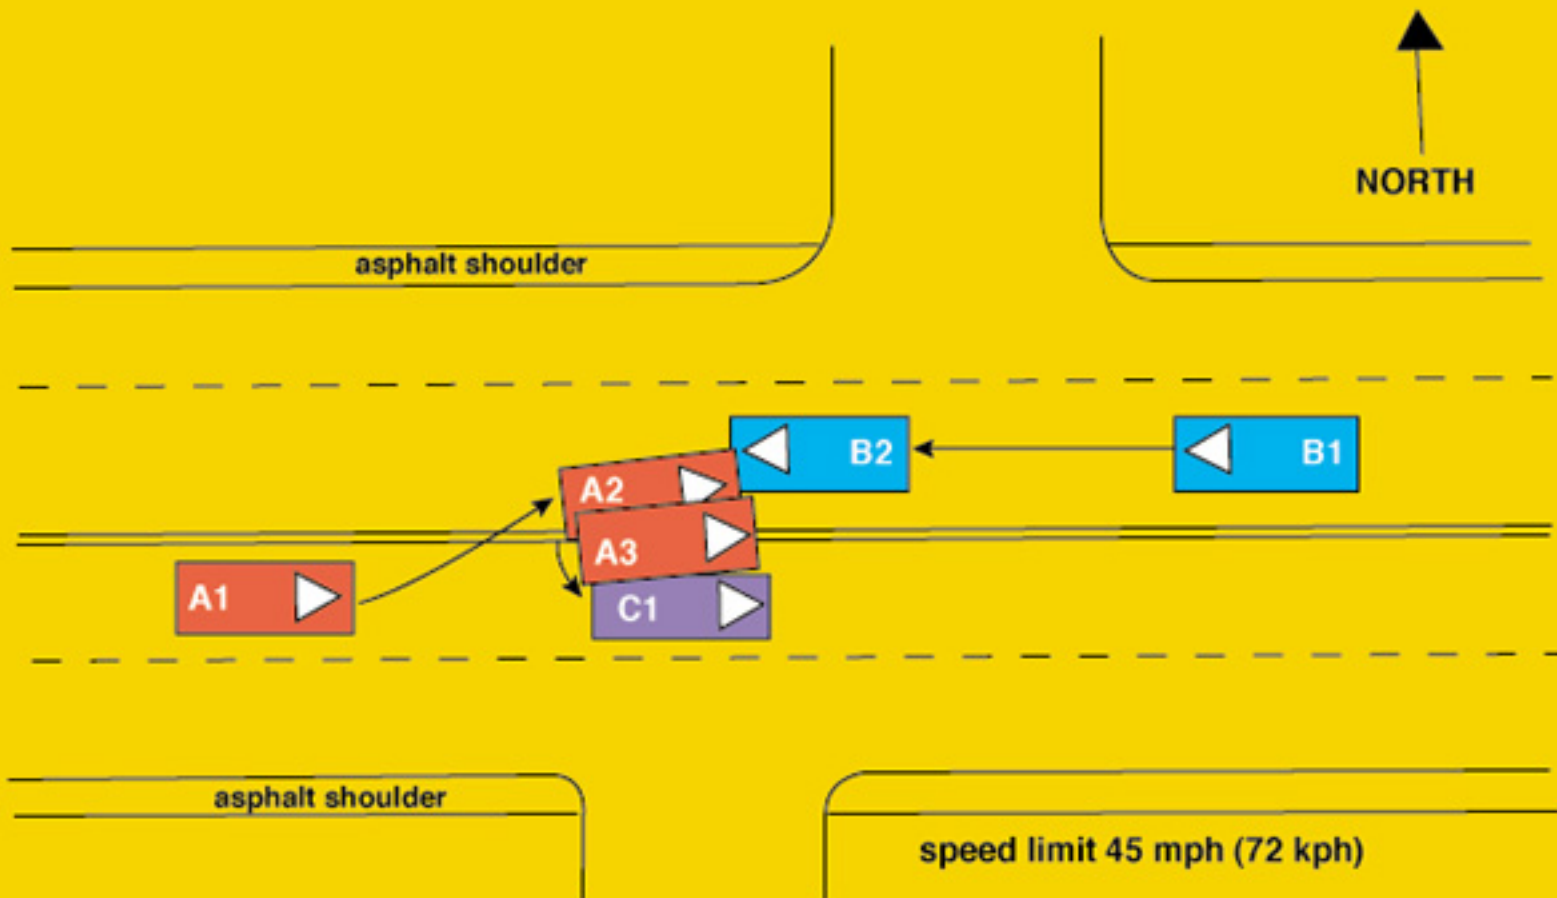 NORTH
asphalt shoulder
B2
B1
A2
A3
A1
C1
asphalt shoulder
speed limit 45 mph (72 kph)